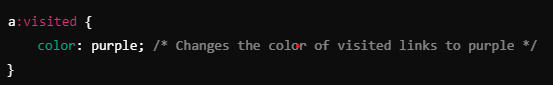 a:visited {
    color: purple; /* Changes the color of visited links to purple */
}